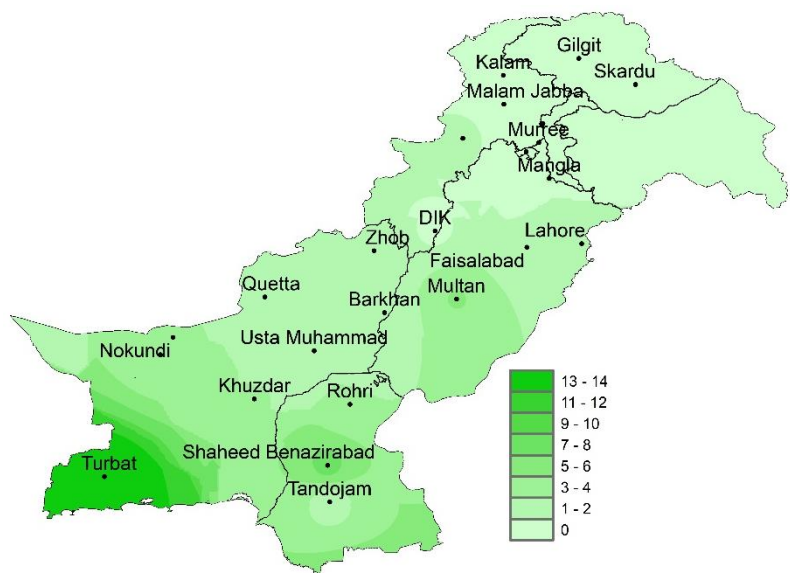 Gilgit
Kalam
Skardu
Malam Jabba
Murree
Mangla
DIK
Zhob
Lahore
Faisalabad
Quetta
Multan
Barkhan
Usta Muhammad
Nokundi
Khuzdar
Rohri
Shaheed Benazirabad
Turbat
Tandojam
13 - 14
11 - 12
9 - 10
7 - 8
5 - 6
3 - 4
1 - 2
0